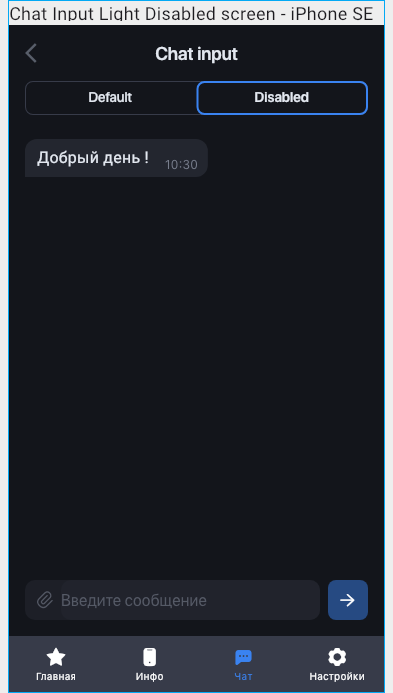 Chat Input Light Disabled screen - iPhone SE
Chat input
Default
Disabled
Добрый день !
10:30
Введите сообщение
Главная
Инфо
Чат
Настройки